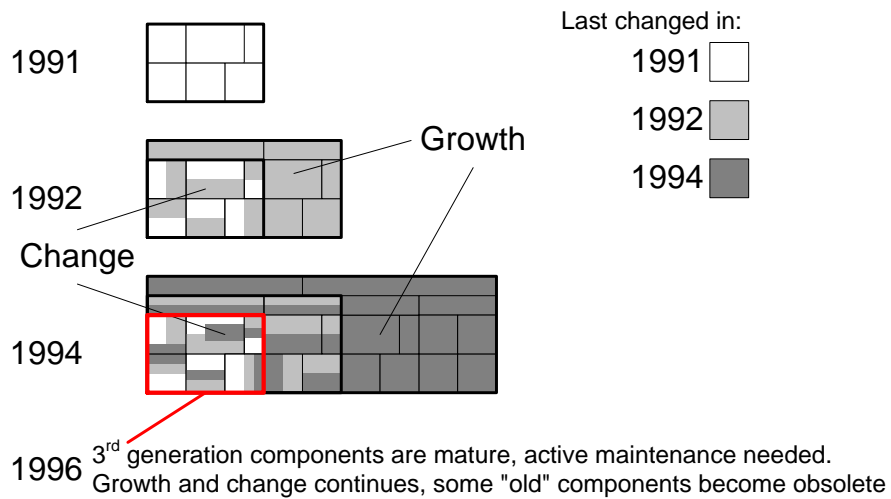 Last changed in:
1991
1991
1992
1994
Growth
1992
Change
1994
1996
3rd generation components are mature, active maintenance needed.
Growth and change continues, some "old" components become obsolete